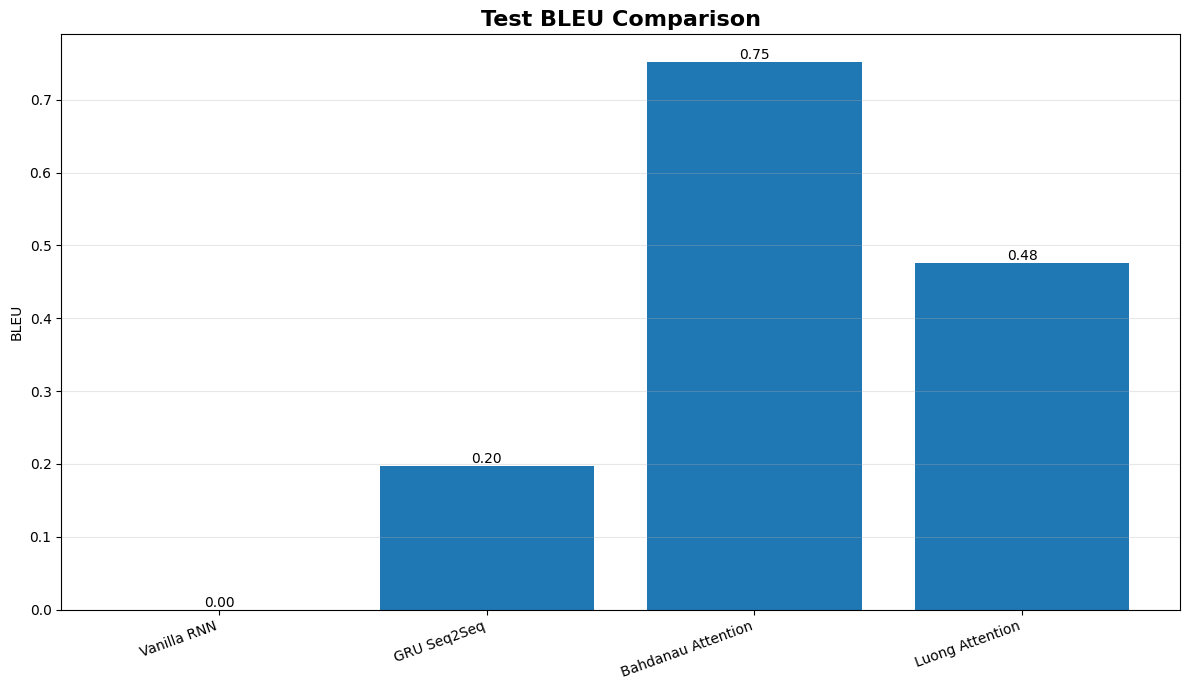 Test BLEU Comparison
0.75
0.7
0.6
0.5
0.48
BLEU
0.4
0.3
0.2
0.20
0.1
0.0
0.00
Vanilla RNN
GRU Seq2Seq
Bahdanau Attention
Luong Attention